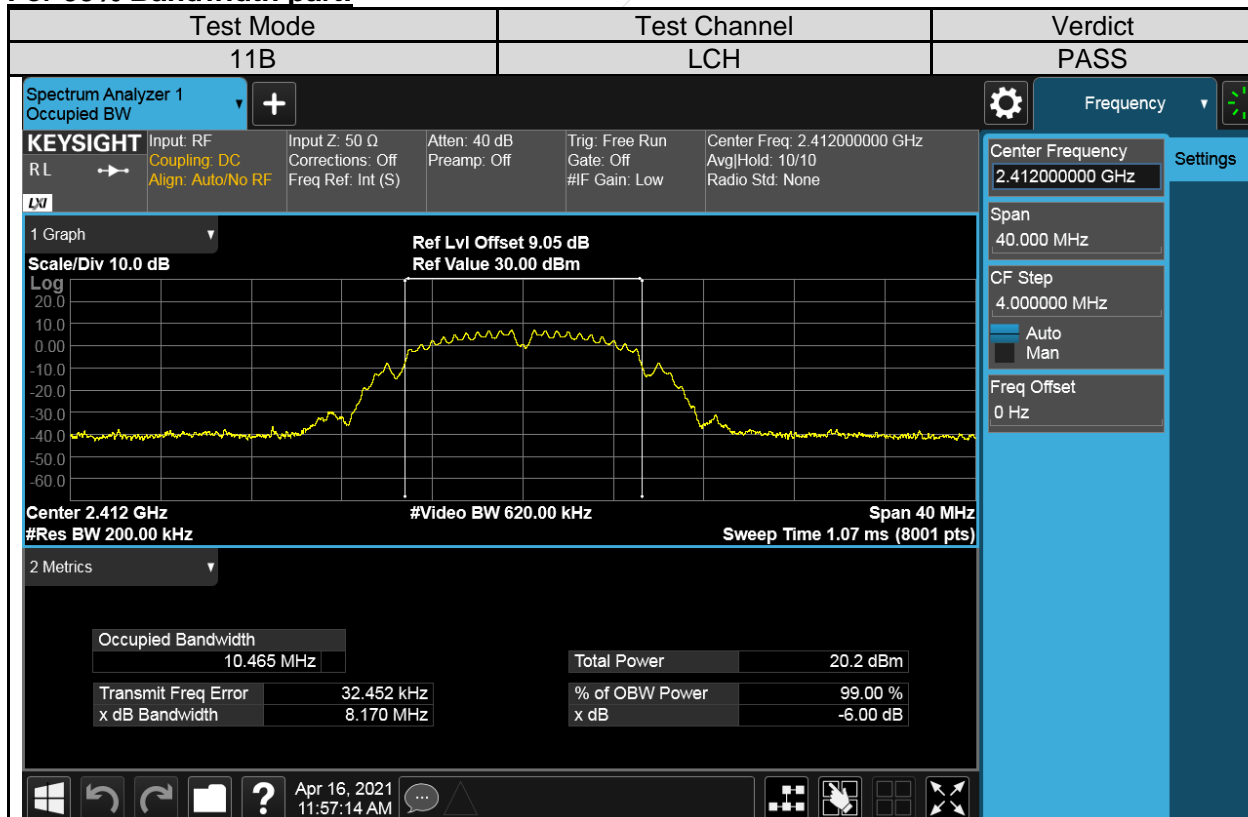 For 99% Bandwidth part:
Test Mode Test Channel Verdict
11B LCH PASS
Spectrum Analyzer 1
Occupied BW
+
Frequency
KEYSIGHT
RL
LXI
Input: RF
Coupling: DC
Align: Auto/No RF
Input Z: 50 Ω
Corrections: Off
Freq Ref: Int (S)
Atten: 40 dB
Preamp: Off
Trig: Free Run
Gate: Off
#IF Gain: Low
Center Freq: 2.412000000 GHz
Avg|Hold: 10/10
Radio Std: None
Center Frequency
2.412000000 GHz
Settings
Span
40.000 MHz
CF Step
4.000000 MHz
Auto
Man
Freq Offset
0 Hz
1 Graph
Scale/Div 10.0 dB
Ref Lvl Offset 9.05 dB
Ref Value 30.00 dBm
Log
20.0
10.0
0.00
-10.0
-20.0
-30.0
-40.0
-50.0
-60.0
Center 2.412 GHz #Video BW 620.00 kHz Span 40 MHz
#Res BW 200.00 kHz Sweep Time 1.07 ms (8001 pts)
2 Metrics
Occupied Bandwidth
10.465 MHz
Total Power 20.2 dBm
Transmit Freq Error 32.452 kHz % of OBW Power 99.00 %
x dB Bandwidth 8.170 MHz x dB -6.00 dB
?
Apr 16, 2021
11:57:14 AM